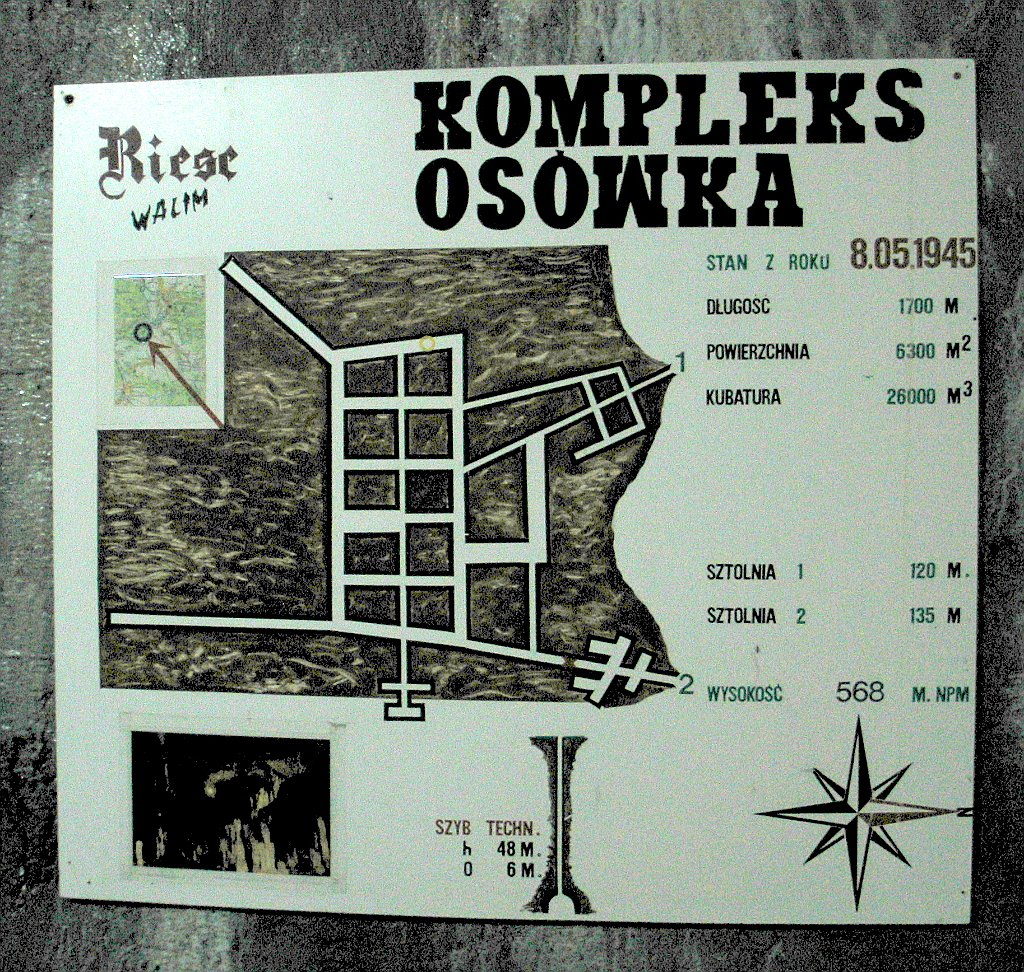 KOMPLEKS
OSÓWKA
Riese
WALIM
STAN Z ROKU 8.05.1945
DŁUGOSC 1700 M.
POWIERZCHNIA 6300 M²
KUBATURA 26000 M³
1
SZTOLNIA 1 120 M.
SZTOLNIA 2 135 M
2
WYSOKOŚĆ 568 M. NPM
SZYB TECHN.
h 48 M.
O 6 M.
N